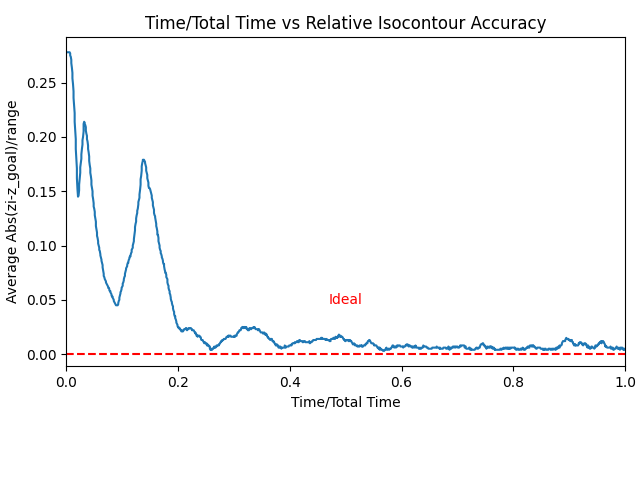 Time/Total Time vs Relative Isocontour Accuracy
Average Abs(zi-z_goal)/range
0.25
0.20
0.15
0.10
0.05
0.00
Ideal
0.0 0.2 0.4 0.6 0.8 1.0
Time/Total Time